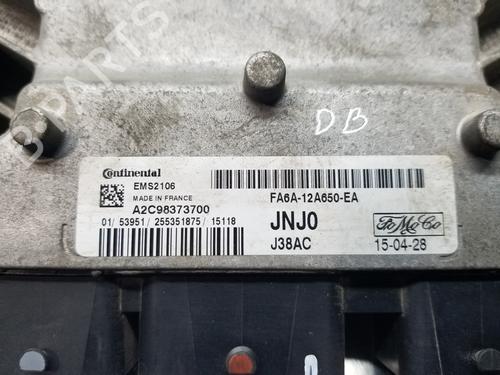 DB
Continental
EMS2106
MADE IN FRANCE
A2C98373700
01/ 53951/ 255351875/ 15118
FA6A-12A650-EA
JNJ0
J38AC
FoMoCo
15-04-28
B-PARTS